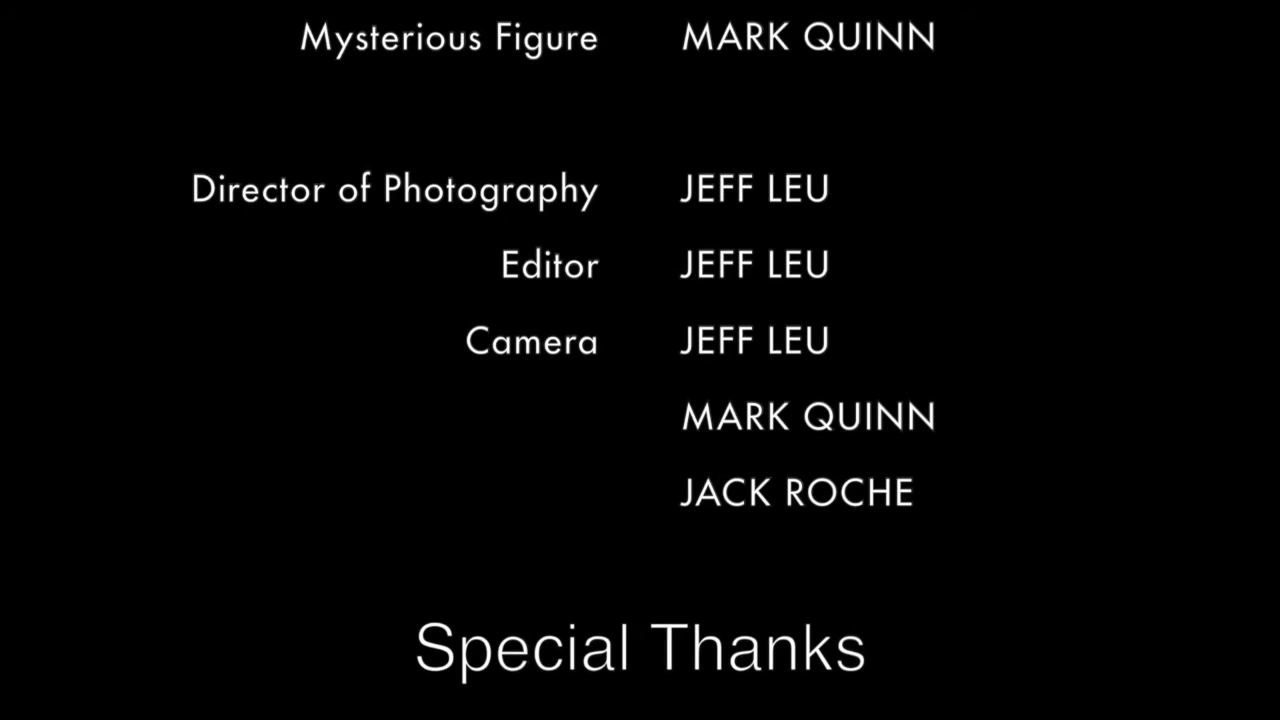 Mysterious Figure MARK QUINN
Director of Photography JEFF LEU
Editor JEFF LEU
Camera JEFF LEU
MARK QUINN
JACK ROCHE
Special Thanks